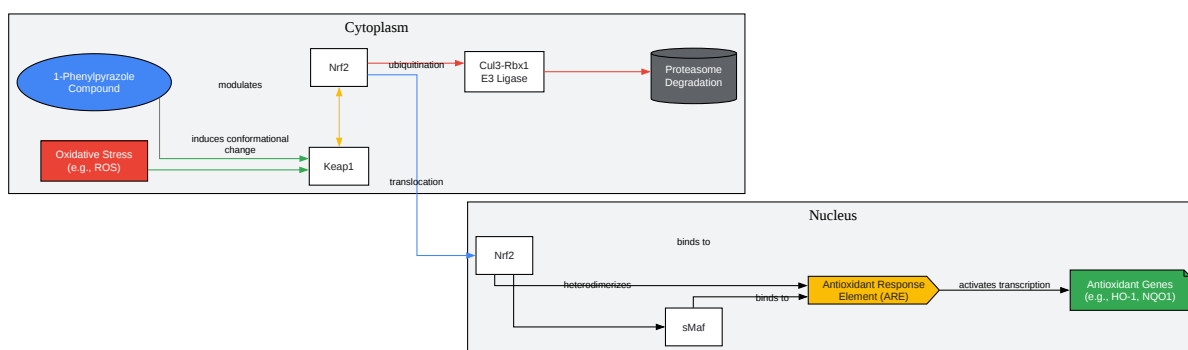 Cytoplasm
1-Phenylpyrazole
Compound
modulates
Nrf2
ubiquitination
Cul3-Rbx1
E3 Ligase
Proteasome
Degradation
Oxidative Stress
(e.g., ROS)
induces conformational
change
Keap1
translocation
Nucleus
Nrf2
binds to
heterodimerizes
sMaf
binds to
Antioxidant Response
Element (ARE)
activates transcription
Antioxidant Genes
(e.g., HO-1, NQO1)